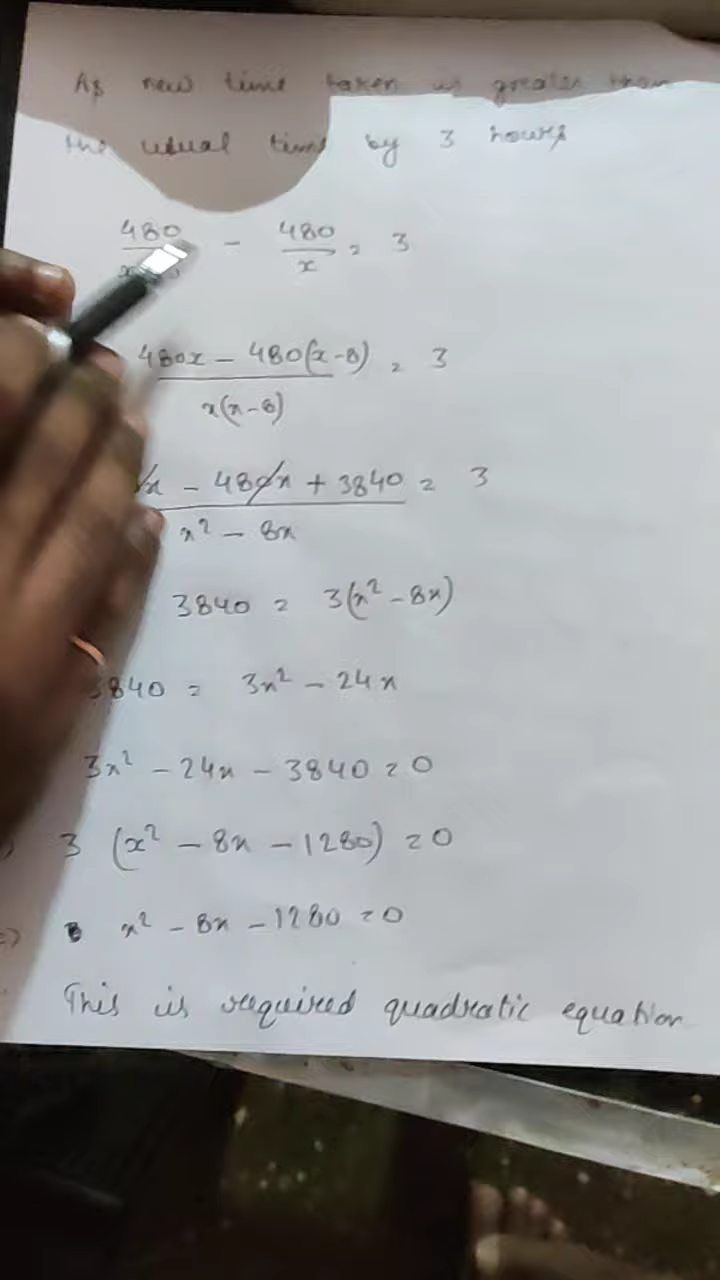 As new time taken is greater than
the usual time by 3 hours
480/x - 480/x = 3
480x - 480(x-8) = 3
x(x-8)
x - 480x + 3840 = 3
x² - 8x
3840 = 3(x² - 8x)
3840 = 3x² - 24x
3x² - 24x - 3840 = 0
3 (x² - 8x - 1280) = 0
x² - 8x - 1280 = 0
This is required quadratic equation